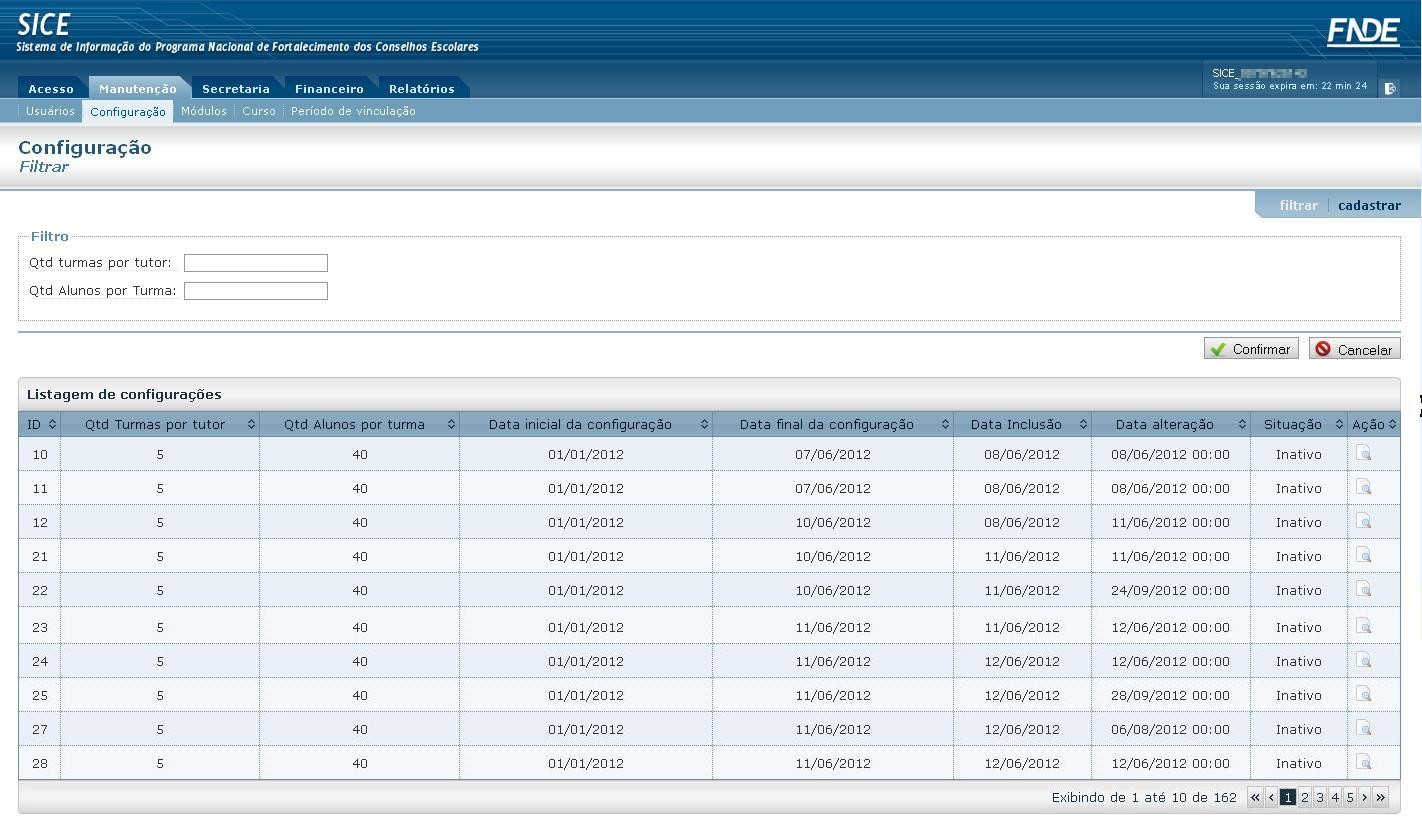 SICE
FNDE
Sistema de Informação do Programa Nacional de Fortalecimento dos Conselhos Escolares
SICE_
Acesso Manutenção Secretaria Financeiro Relatórios
Sua sessão expira em: 22 min 24
Usuários Configuração Módulos Curso Período de vinculação
Configuração
Filtrar
filtrar cadastrar
Filtro
Qtd turmas por tutor:
Qtd Alunos por Turma:
Confirmar Cancelar
Listagem de configurações
ID Qtd Turmas por tutor Qtd Alunos por turma Data inicial da configuração Data final da configuração Data Inclusão Data alteração Situação Ação
10 5 40 01/01/2012 07/06/2012 08/06/2012 08/06/2012 00:00 Inativo
11 5 40 01/01/2012 07/06/2012 08/06/2012 08/06/2012 00:00 Inativo
12 5 40 01/01/2012 10/06/2012 08/06/2012 11/06/2012 00:00 Inativo
21 5 40 01/01/2012 10/06/2012 11/06/2012 11/06/2012 00:00 Inativo
22 5 40 01/01/2012 10/06/2012 11/06/2012 24/09/2012 00:00 Inativo
23 5 40 01/01/2012 11/06/2012 11/06/2012 12/06/2012 00:00 Inativo
24 5 40 01/01/2012 11/06/2012 12/06/2012 12/06/2012 00:00 Inativo
25 5 40 01/01/2012 11/06/2012 12/06/2012 28/09/2012 00:00 Inativo
27 5 40 01/01/2012 11/06/2012 12/06/2012 06/08/2012 00:00 Inativo
28 5 40 01/01/2012 11/06/2012 12/06/2012 12/06/2012 00:00 Inativo
Exibindo de 1 até 10 de 162 « ‹ 1 2 3 4 5 › »